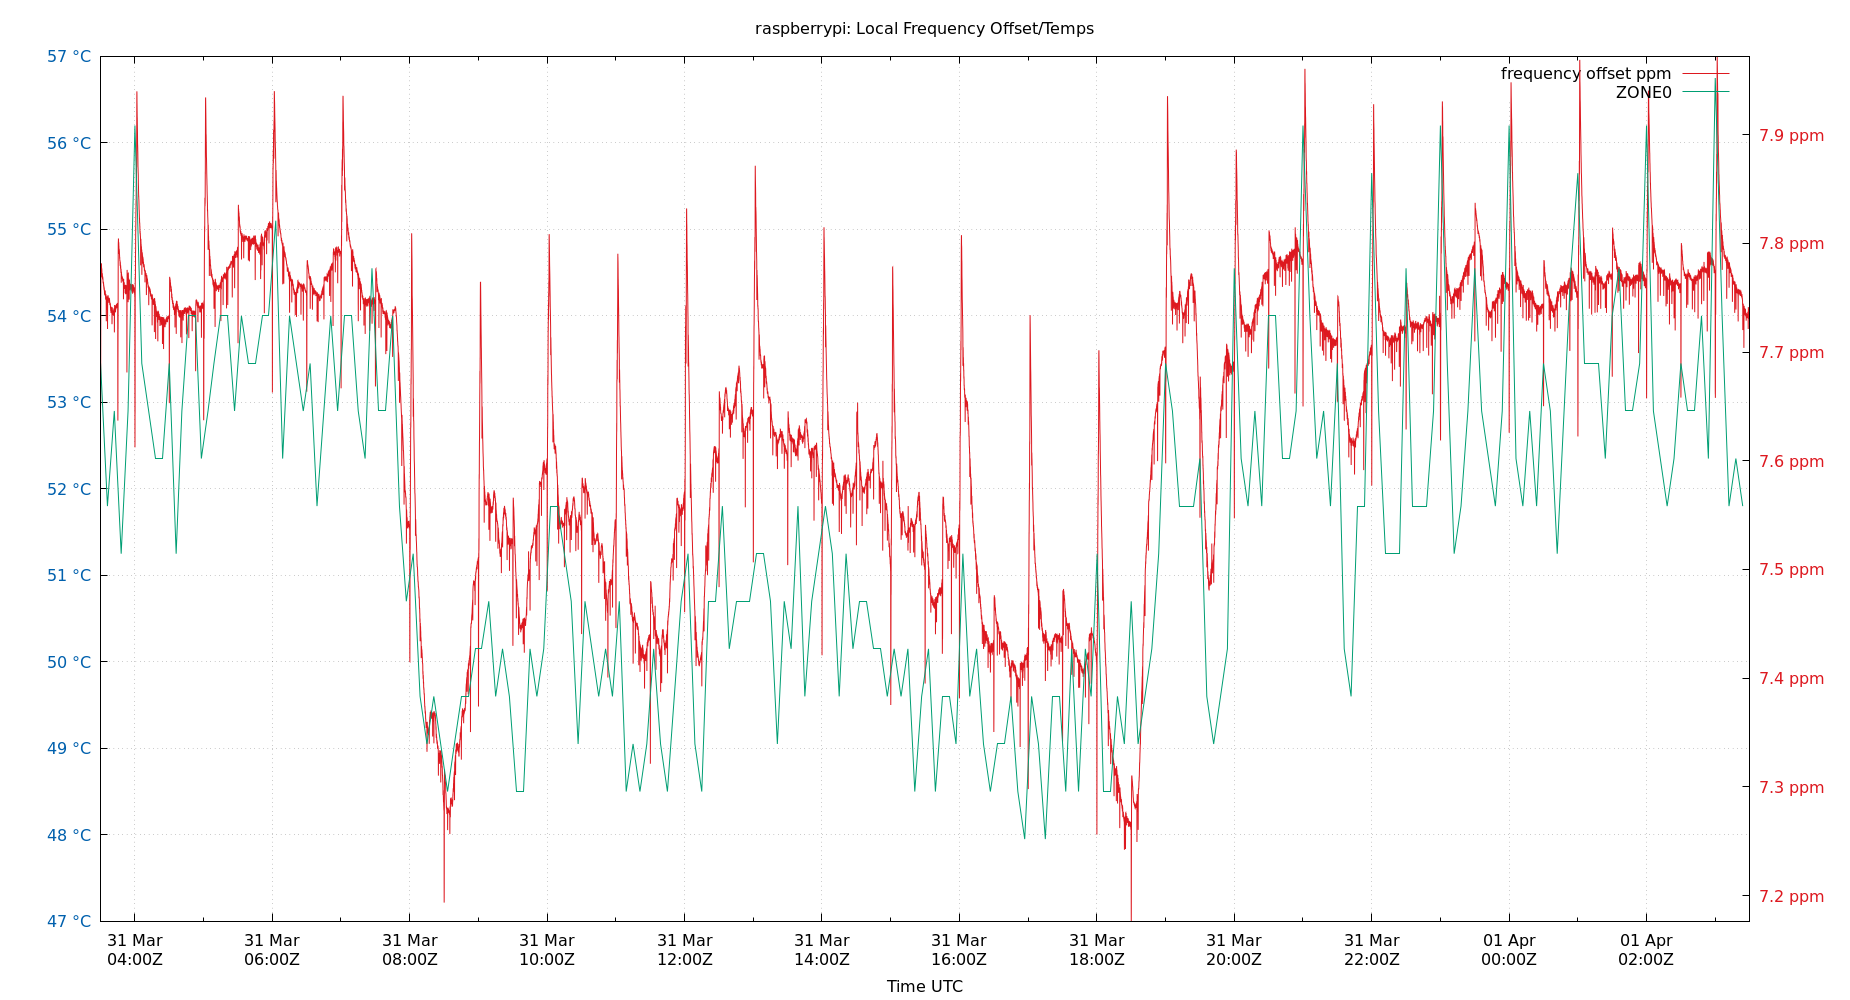 raspberrypi: Local Frequency Offset/Temps
57 °C
56 °C
55 °C
54 °C
53 °C
52 °C
51 °C
50 °C
49 °C
48 °C
47 °C
frequency offset ppm
ZONE0
7.9 ppm
7.8 ppm
7.7 ppm
7.6 ppm
7.5 ppm
7.4 ppm
7.3 ppm
7.2 ppm
31 Mar
04:00Z
31 Mar
06:00Z
31 Mar
08:00Z
31 Mar
10:00Z
31 Mar
12:00Z
31 Mar
14:00Z
31 Mar
16:00Z
31 Mar
18:00Z
31 Mar
20:00Z
31 Mar
22:00Z
01 Apr
00:00Z
01 Apr
02:00Z
Time UTC